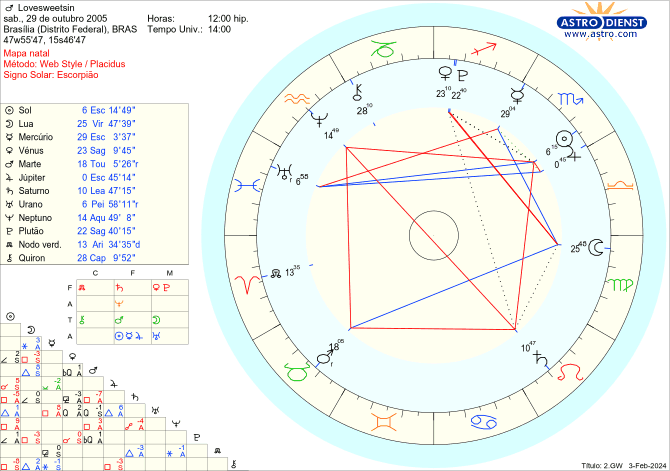 ♂ Lovesweetsin
sab., 29 de outubro 2005 Horas: 12:00 hip.
Brasília (Distrito Federal), BRAS Tempo Univ.: 14:00
47w55'47, 15s46'47
Mapa natal
Método: Web Style / Placidus
Signo Solar: Escorpião
ASTRO DIENST
www.astro.com
Sol 6 Esc 14'49"
Lua 25 Vir 47'39"
Mercúrio 29 Esc 3'37"
Vénus 23 Sag 9'45"
Marte 18 Tou 5'26"r
Júpiter 0 Esc 45'14"
Saturno 10 Lea 47'15"
Urano 6 Pei 58'11"r
Neptuno 14 Aqu 49' 8"
Plutão 22 Sag 40'15"
Nodo verd. 13 Ari 34'35"d
Quiron 28 Cap 9'52"
C F M
F
A
T
A
23 10 22 40
29 04
28 10
14 49
6 58 r
13 35
18 05 r
10 47
25 48
0 45
Título: 2.GW 3-Feb-2024